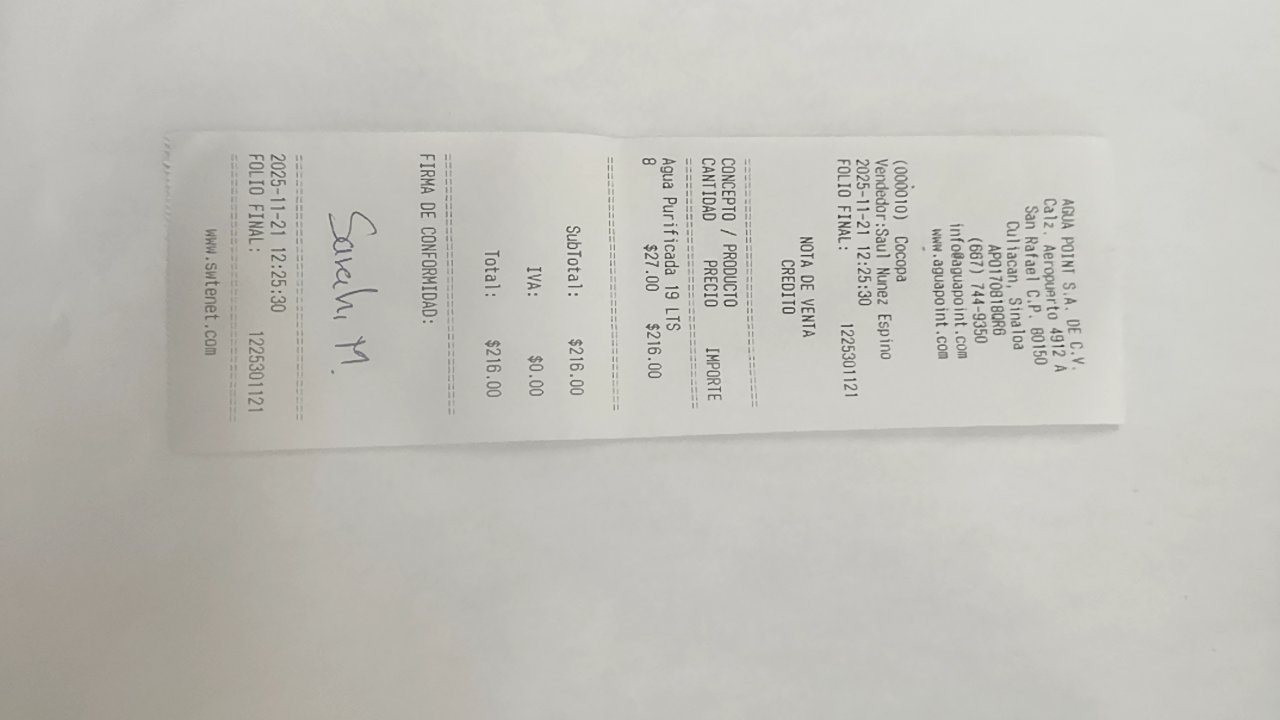 AGUA POINT S.A. DE C.V.
Calz. Aeropuerto 4912 A
San Rafael C.P. 80150
Culiacan, Sinaloa
APO170818QR6
(667) 744-9350
info@aguapoint.com
www.aguapoint.com
(000010) Cocopa
Vendedor:Saul Nunez Espino
2025-11-21 12:25:30
FOLIO FINAL: 1225301121
NOTA DE VENTA
CREDITO
===========================
CONCEPTO / PRODUCTO
CANTIDAD PRECIO IMPORTE
===========================
Agua Purificada 19 LTS
8 $27.00 $216.00
===========================
SubTotal: $216.00
IVA: $0.00
Total: $216.00
===========================
FIRMA DE CONFORMIDAD:
Sarahi M.
===========================
2025-11-21 12:25:30
FOLIO FINAL: 1225301121
===========================
www.swtenet.com